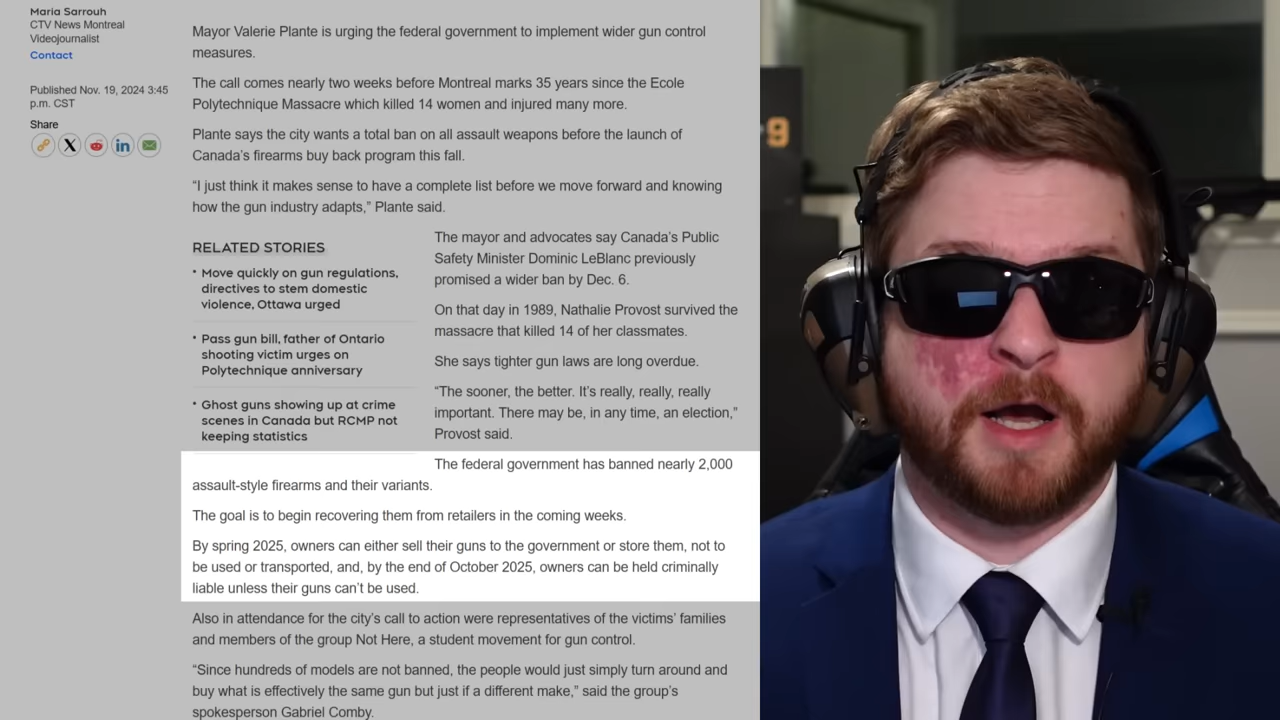 Maria Sarrouh
CTV News Montreal
Videojournalist
Contact
Published Nov. 19, 2024 3:45
p.m. CST
Share
Mayor Valerie Plante is urging the federal government to implement wider gun control
measures.
The call comes nearly two weeks before Montreal marks 35 years since the Ecole
Polytechnique Massacre which killed 14 women and injured many more.
Plante says the city wants a total ban on all assault weapons before the launch of
Canada’s firearms buy back program this fall.
“I just think it makes sense to have a complete list before we move forward and knowing
how the gun industry adapts,” Plante said.
RELATED STORIES
• Move quickly on gun regulations,
directives to stem domestic
violence, Ottawa urged
• Pass gun bill, father of Ontario
shooting victim urges on
Polytechnique anniversary
• Ghost guns showing up at crime
scenes in Canada but RCMP not
keeping statistics
The mayor and advocates say Canada’s Public
Safety Minister Dominic LeBlanc previously
promised a wider ban by Dec. 6.
On that day in 1989, Nathalie Provost survived the
massacre that killed 14 of her classmates.
She says tighter gun laws are long overdue.
“The sooner, the better. It’s really, really, really
important. There may be, in any time, an election,”
Provost said.
The federal government has banned nearly 2,000
assault-style firearms and their variants.
The goal is to begin recovering them from retailers in the coming weeks.
By spring 2025, owners can either sell their guns to the government or store them, not to
be used or transported, and, by the end of October 2025, owners can be held criminally
liable unless their guns can’t be used.
Also in attendance for the city’s call to action were representatives of the victims’ families
and members of the group Not Here, a student movement for gun control.
“Since hundreds of models are not banned, the people would just simply turn around and
buy what is effectively the same gun but just if a different make,” said the group’s
spokesperson Gabriel Comby.
9